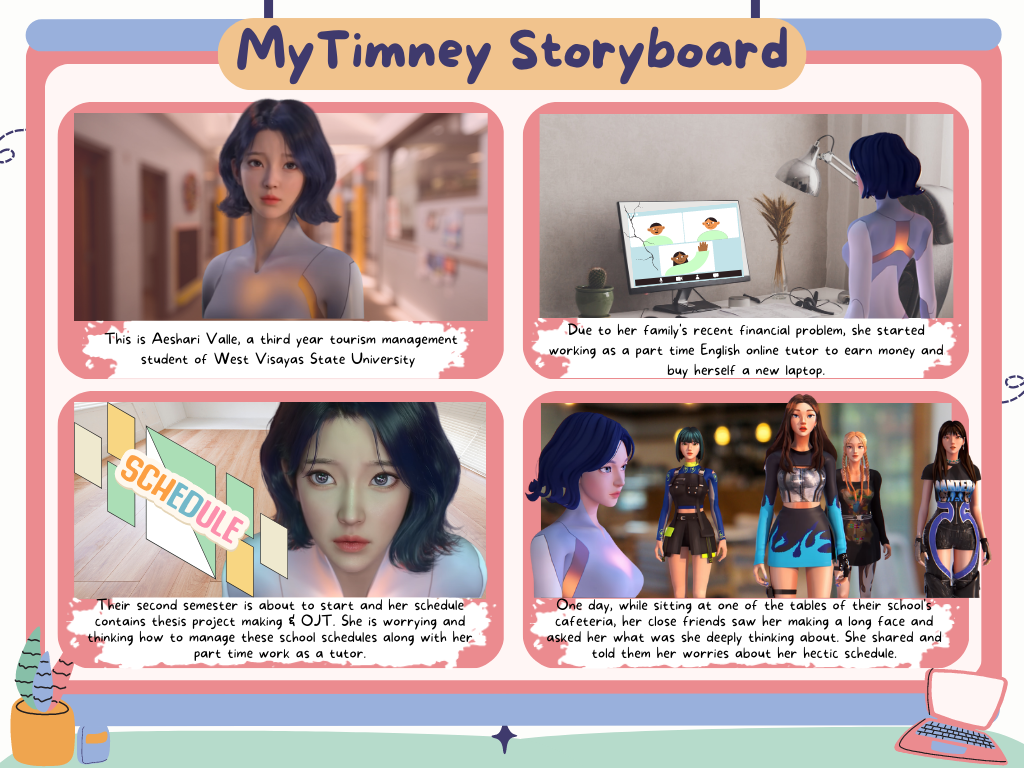 MyTimney Storyboard
This is Aeshari Valle, a third year tourism management
student of West Visayas State University
Due to her family's recent financial problem, she started
working as a part time English online tutor to earn money and
buy herself a new laptop.
SCHEDULE
Their second semester is about to start and her schedule
contains thesis project making & OJT. She is worrying and
thinking how to manage these school schedules along with her
part time work as a tutor.
One day, while sitting at one of the tables of their school's
cafeteria, her close friends saw her making a long face and
asked her what was she deeply thinking about. She shared and
told them her worries about her hectic schedule.